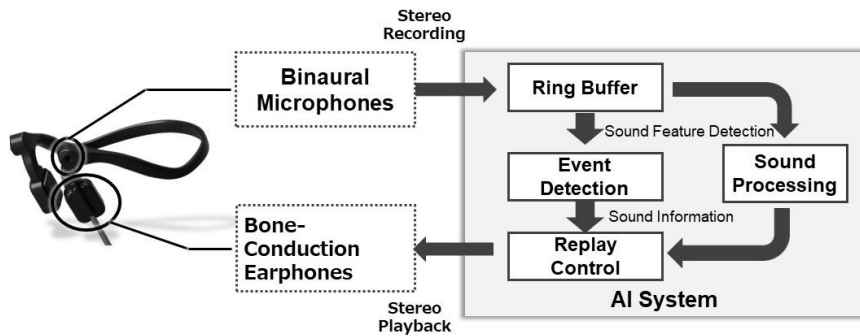 Stereo
Recording
Binaural
Microphones
Ring Buffer
Sound Feature Detection
Event
Detection
Sound
Processing
Sound Information
Bone-
Conduction
Earphones
Replay
Control
AI System
Stereo
Playback